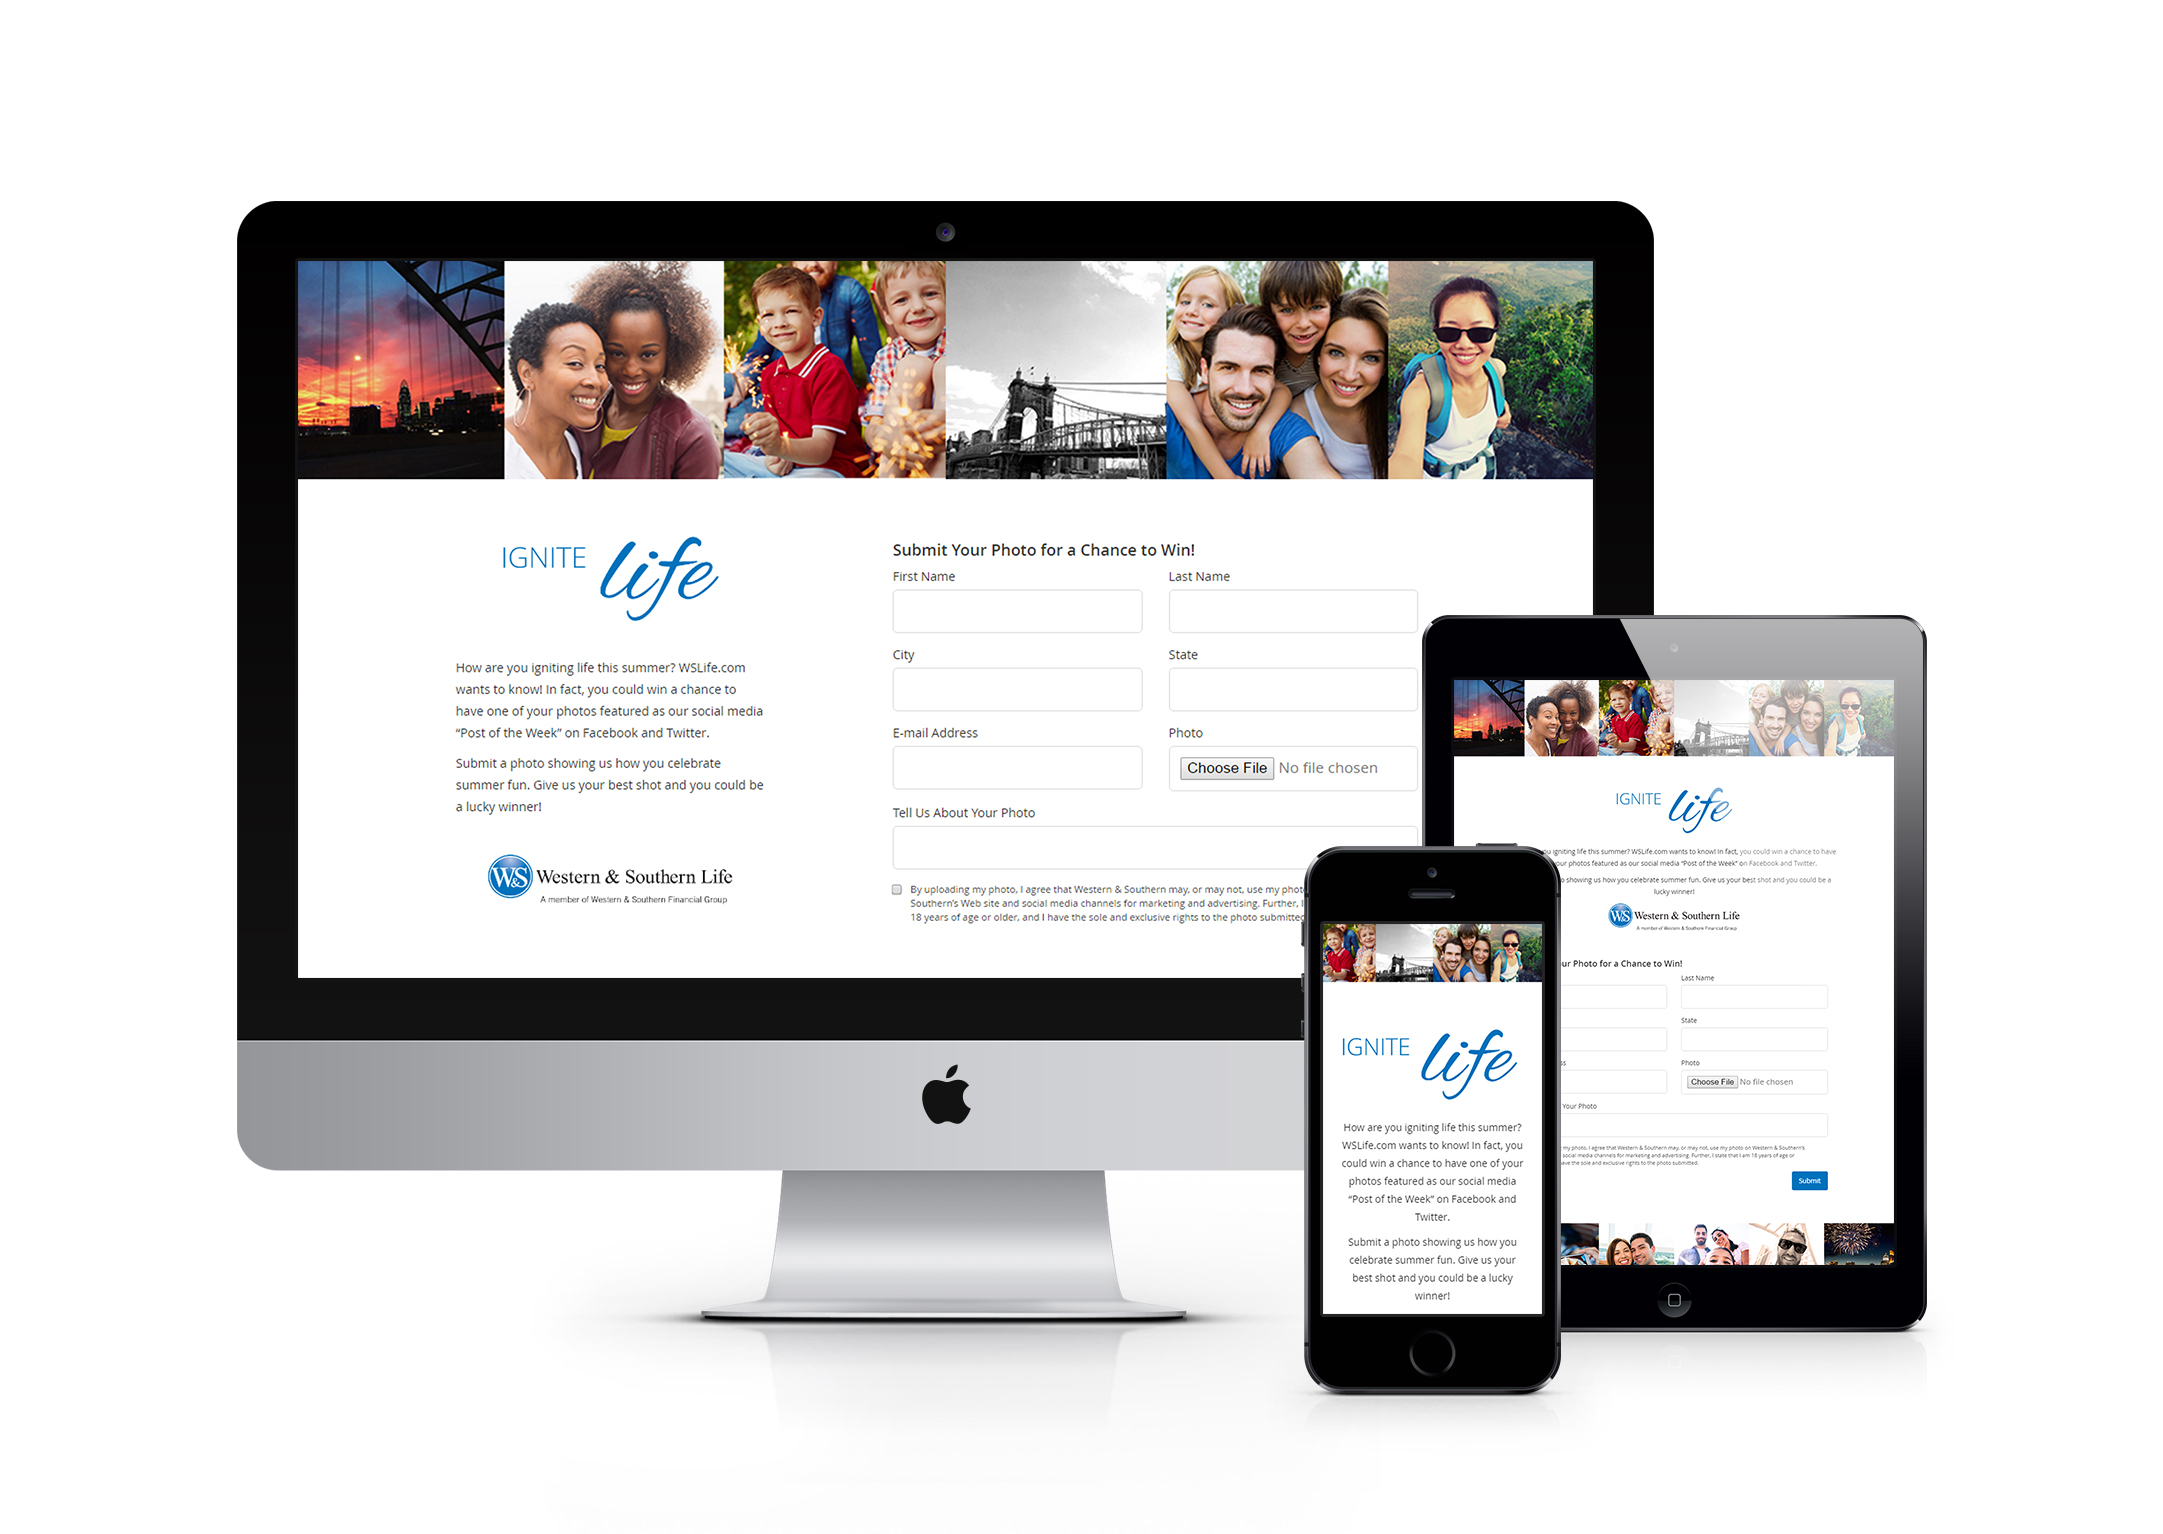 IGNITE life
How are you igniting life this summer? WSLife.com
wants to know! In fact, you could win a chance to
have one of your photos featured as our social media
“Post of the Week” on Facebook and Twitter.
Submit a photo showing us how you celebrate
summer fun. Give us your best shot and you could be
a lucky winner!
W&S Western & Southern Life
A member of Western & Southern Financial Group
Submit Your Photo for a Chance to Win!
First Name
Last Name
City
State
E-mail Address
Photo
Choose File No file chosen
Tell Us About Your Photo
By uploading my photo, I agree that Western & Southern may, or may not, use my phot
Southern's Web site and social media channels for marketing and advertising. Further, I
18 years of age or older, and I have the sole and exclusive rights to the photo submitted
IGNITE life
How are you igniting life this summer?
WSLife.com wants to know! In fact, you
could win a chance to have one of your
photos featured as our social media
“Post of the Week” on Facebook and
Twitter.
Submit a photo showing us how you
celebrate summer fun. Give us your
best shot and you could be a lucky
winner!
IGNITE life
igniting life this summer? WSLife.com wants to know! In fact, you could win a chance to have
your photos featured as our social media “Post of the Week” on Facebook and Twitter.
showing us how you celebrate summer fun. Give us your best shot and you could be a
lucky winner!
W&S Western & Southern Life
A member of Western & Southern Financial Group
ur Photo for a Chance to Win!
Last Name
State
ss
Photo
Choose File No file chosen
Your Photo
my photo, I agree that Western & Southern may, or may not, use my photo on Western & Southern's
social media channels for marketing and advertising. Further, I state that I am 18 years of age or
have the sole and exclusive rights to the photo submitted.
Submit